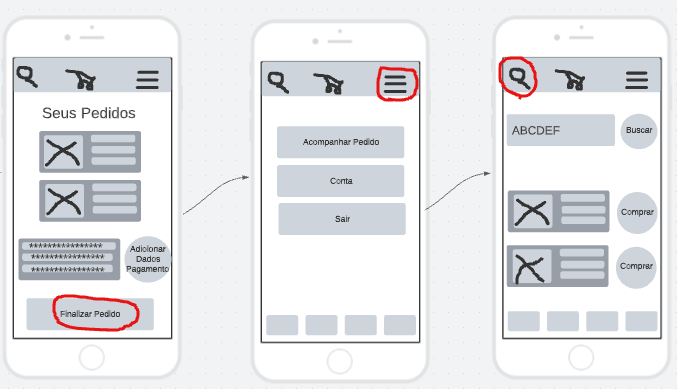 Seus Pedidos
****************
****************
****************
Adicionar
Dados
Pagamento
Finalizar Pedido
Acompanhar Pedido
Conta
Sair
ABCDEF
Buscar
Comprar
Comprar